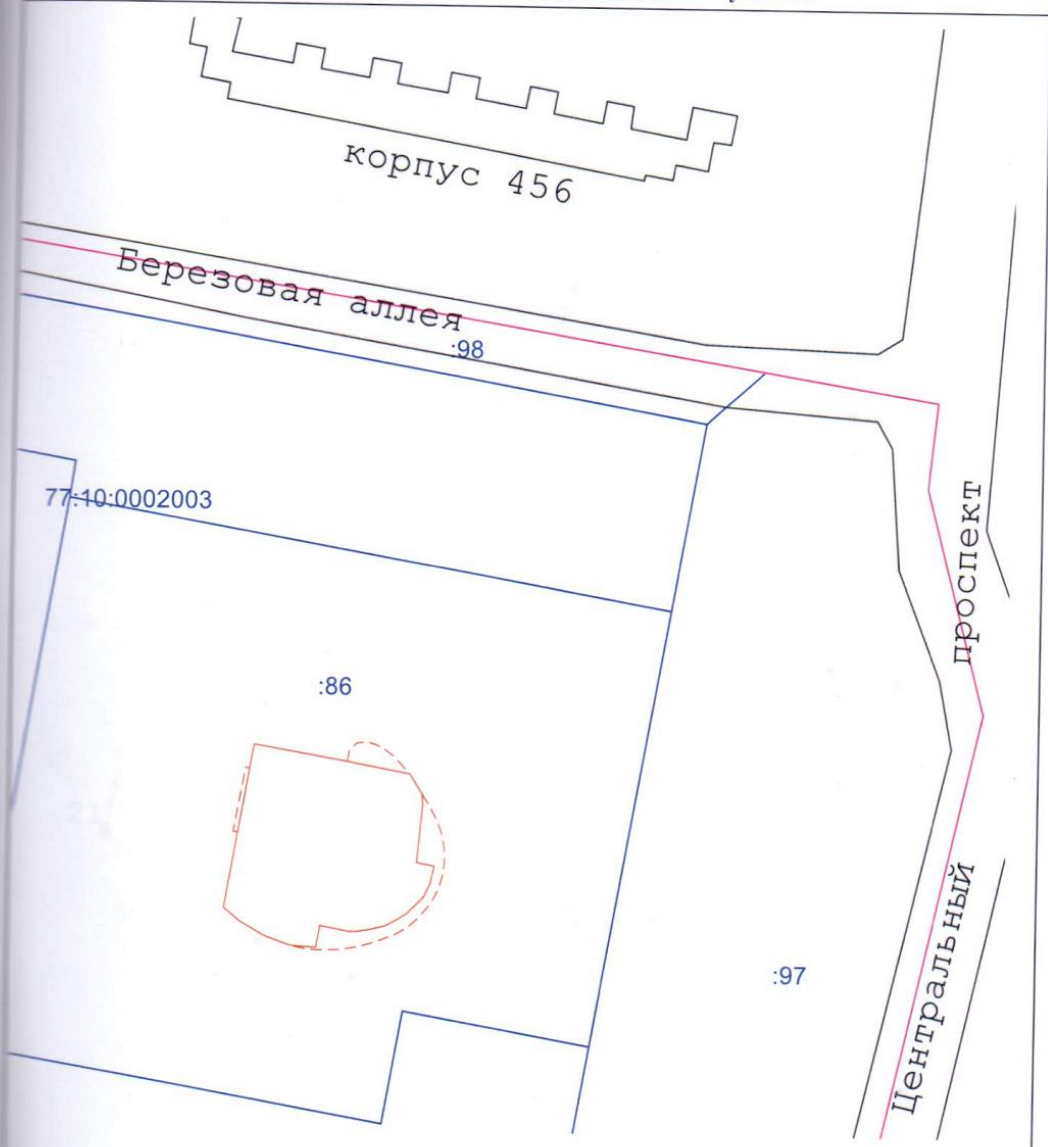 корпус 456
Березовая аллея
:98
77:10:0002003
проспект
:86
:97
Центральный